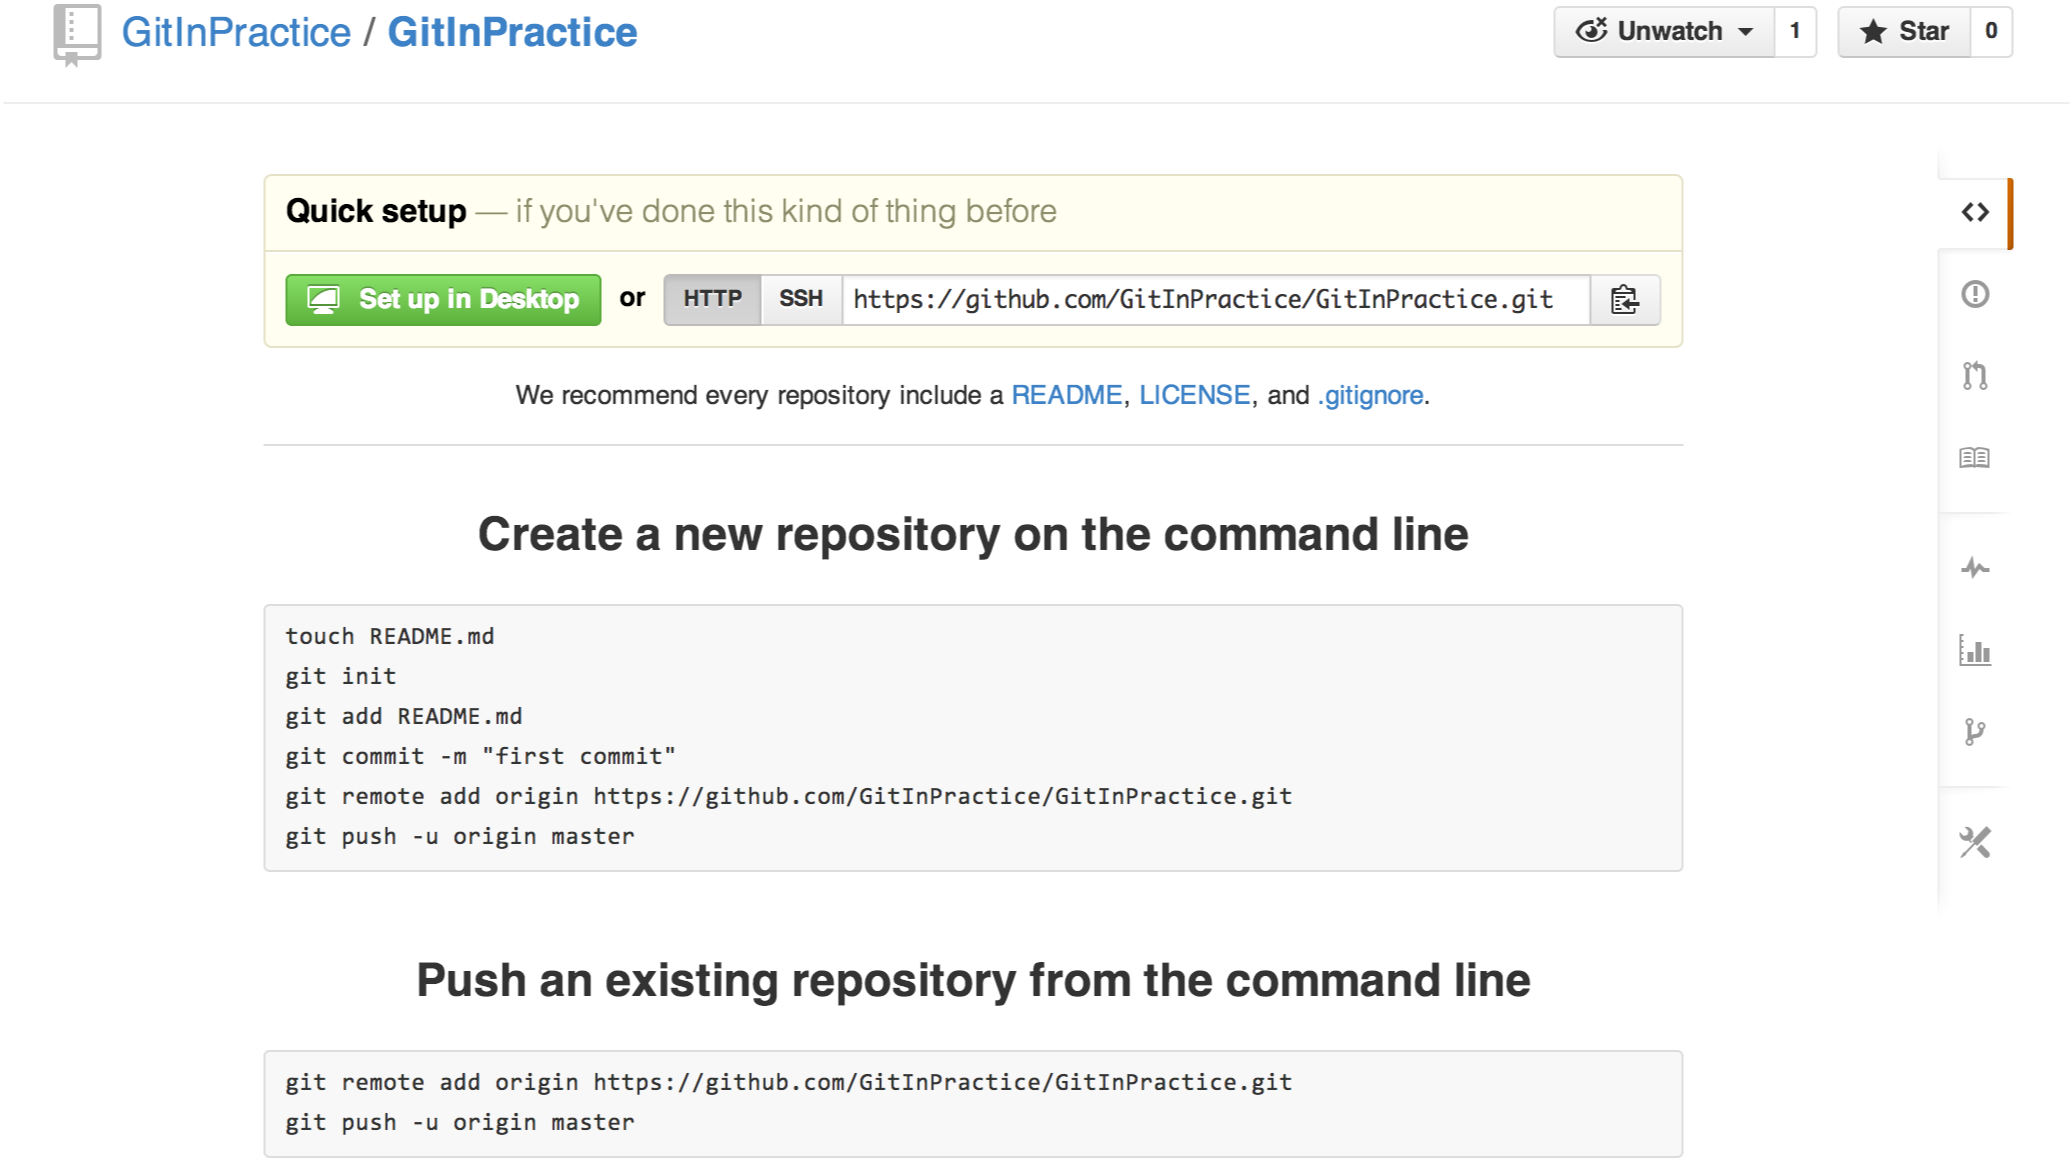 GitInPractice / GitInPractice
Unwatch 1 Star 0
Quick setup — if you've done this kind of thing before
Set up in Desktop or HTTP SSH https://github.com/GitInPractice/GitInPractice.git
We recommend every repository include a README, LICENSE, and .gitignore.
Create a new repository on the command line
touch README.md
git init
git add README.md
git commit -m "first commit"
git remote add origin https://github.com/GitInPractice/GitInPractice.git
git push -u origin master
Push an existing repository from the command line
git remote add origin https://github.com/GitInPractice/GitInPractice.git
git push -u origin master